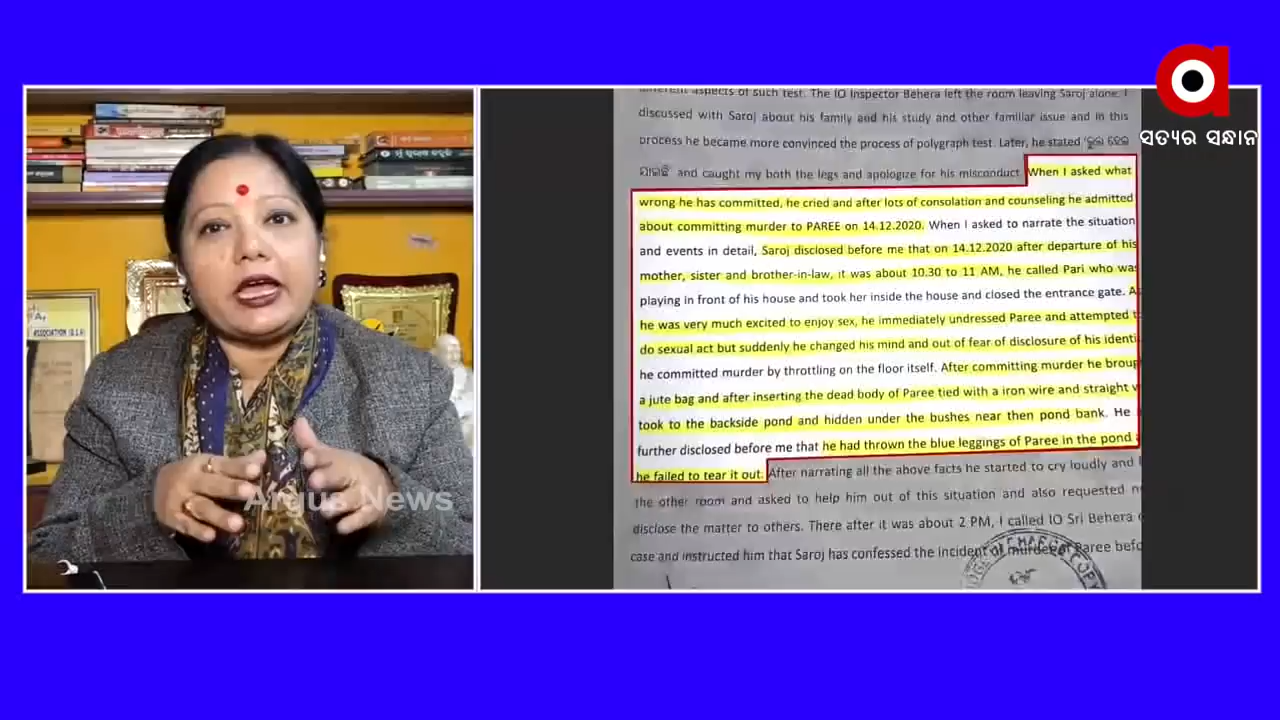 ସତ୍ୟର ସନ୍ଧାନ
different aspects of such test. The IO Inspector Behera left the room leaving Saroj alone. I
discussed with Saroj about his family and his study and other familiar issue and in this
process he became more convinced the process of polygraph test. Later, he stated
and caught my both the legs and apologize for his misconduct. When I asked what
wrong he has committed, he cried and after lots of consolation and counseling he admitted
about committing murder to PAREE on 14.12.2020. When I asked to narrate the situation
and events in detail, Saroj disclosed before me that on 14.12.2020 after departure of his
mother, sister and brother-in-law, it was about 10.30 to 11 AM, he called Pari who was
playing in front of his house and took her inside the house and closed the entrance gate.
he was very much excited to enjoy sex, he immediately undressed Paree and attempted
do sexual act but suddenly he changed his mind and out of fear of disclosure of his identi
he committed murder by throttling on the floor itself. After committing murder he broug
a jute bag and after inserting the dead body of Paree tied with a iron wire and straight
took to the backside pond and hidden under the bushes near then pond bank. He
further disclosed before me that he had thrown the blue leggings of Paree in the pond
he failed to tear it out. After narrating all the above facts he started to cry loudly and
the other room and asked to help him out of this situation and also requested
disclose the matter to others. There after it was about 2 PM, I called IO Sri Behera
case and instructed him that Saroj has confessed the incident of murder of Paree befo
Argus News
ASSOCIATION